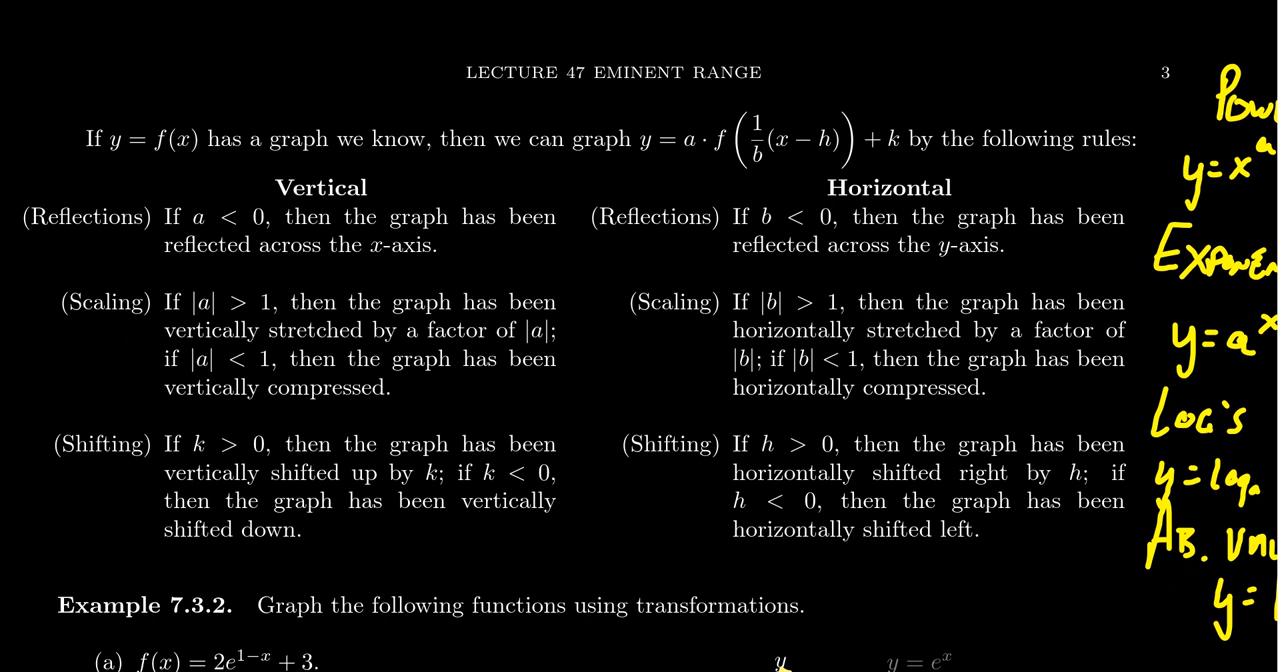 LECTURE 47 EMINENT RANGE 3
If y = f(x) has a graph we know, then we can graph y = a · f(1/b(x − h)) + k by the following rules:
Vertical
(Reflections) If a < 0, then the graph has been
reflected across the x-axis.
(Scaling) If |a| > 1, then the graph has been
vertically stretched by a factor of |a|;
if |a| < 1, then the graph has been
vertically compressed.
(Shifting) If k > 0, then the graph has been
vertically shifted up by k; if k < 0,
then the graph has been vertically
shifted down.
Horizontal
(Reflections) If b < 0, then the graph has been
reflected across the y-axis.
(Scaling) If |b| > 1, then the graph has been
horizontally stretched by a factor of
|b|; if |b| < 1, then the graph has been
horizontally compressed.
(Shifting) If h > 0, then the graph has been
horizontally shifted right by h; if
h < 0, then the graph has been
horizontally shifted left.
Example 7.3.2. Graph the following functions using transformations.
(a) f(x) = 2e^{1−x} + 3.
y
y = e^x
y = x^a
y = a^x
Log's
AB.
y =